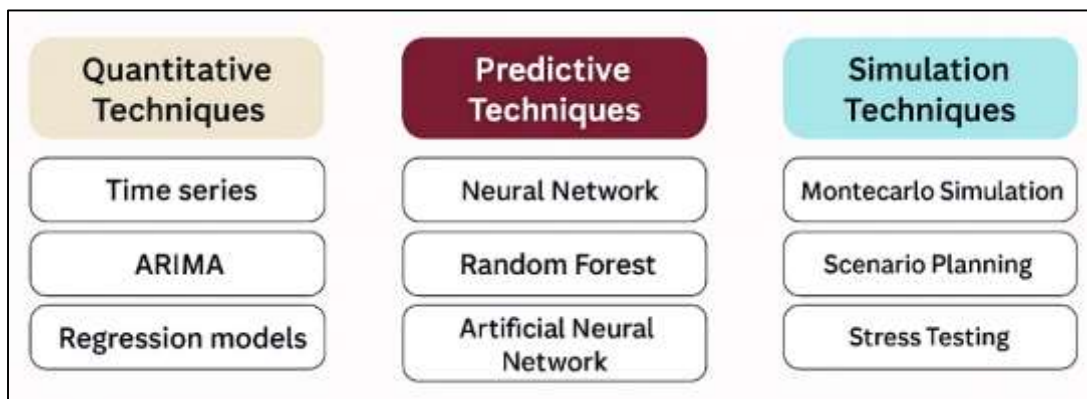 Quantitative
Techniques
Time series
ARIMA
Regression models
Predictive
Techniques
Neural Network
Random Forest
Artificial Neural
Network
Simulation
Techniques
Montecarlo Simulation
Scenario Planning
Stress Testing